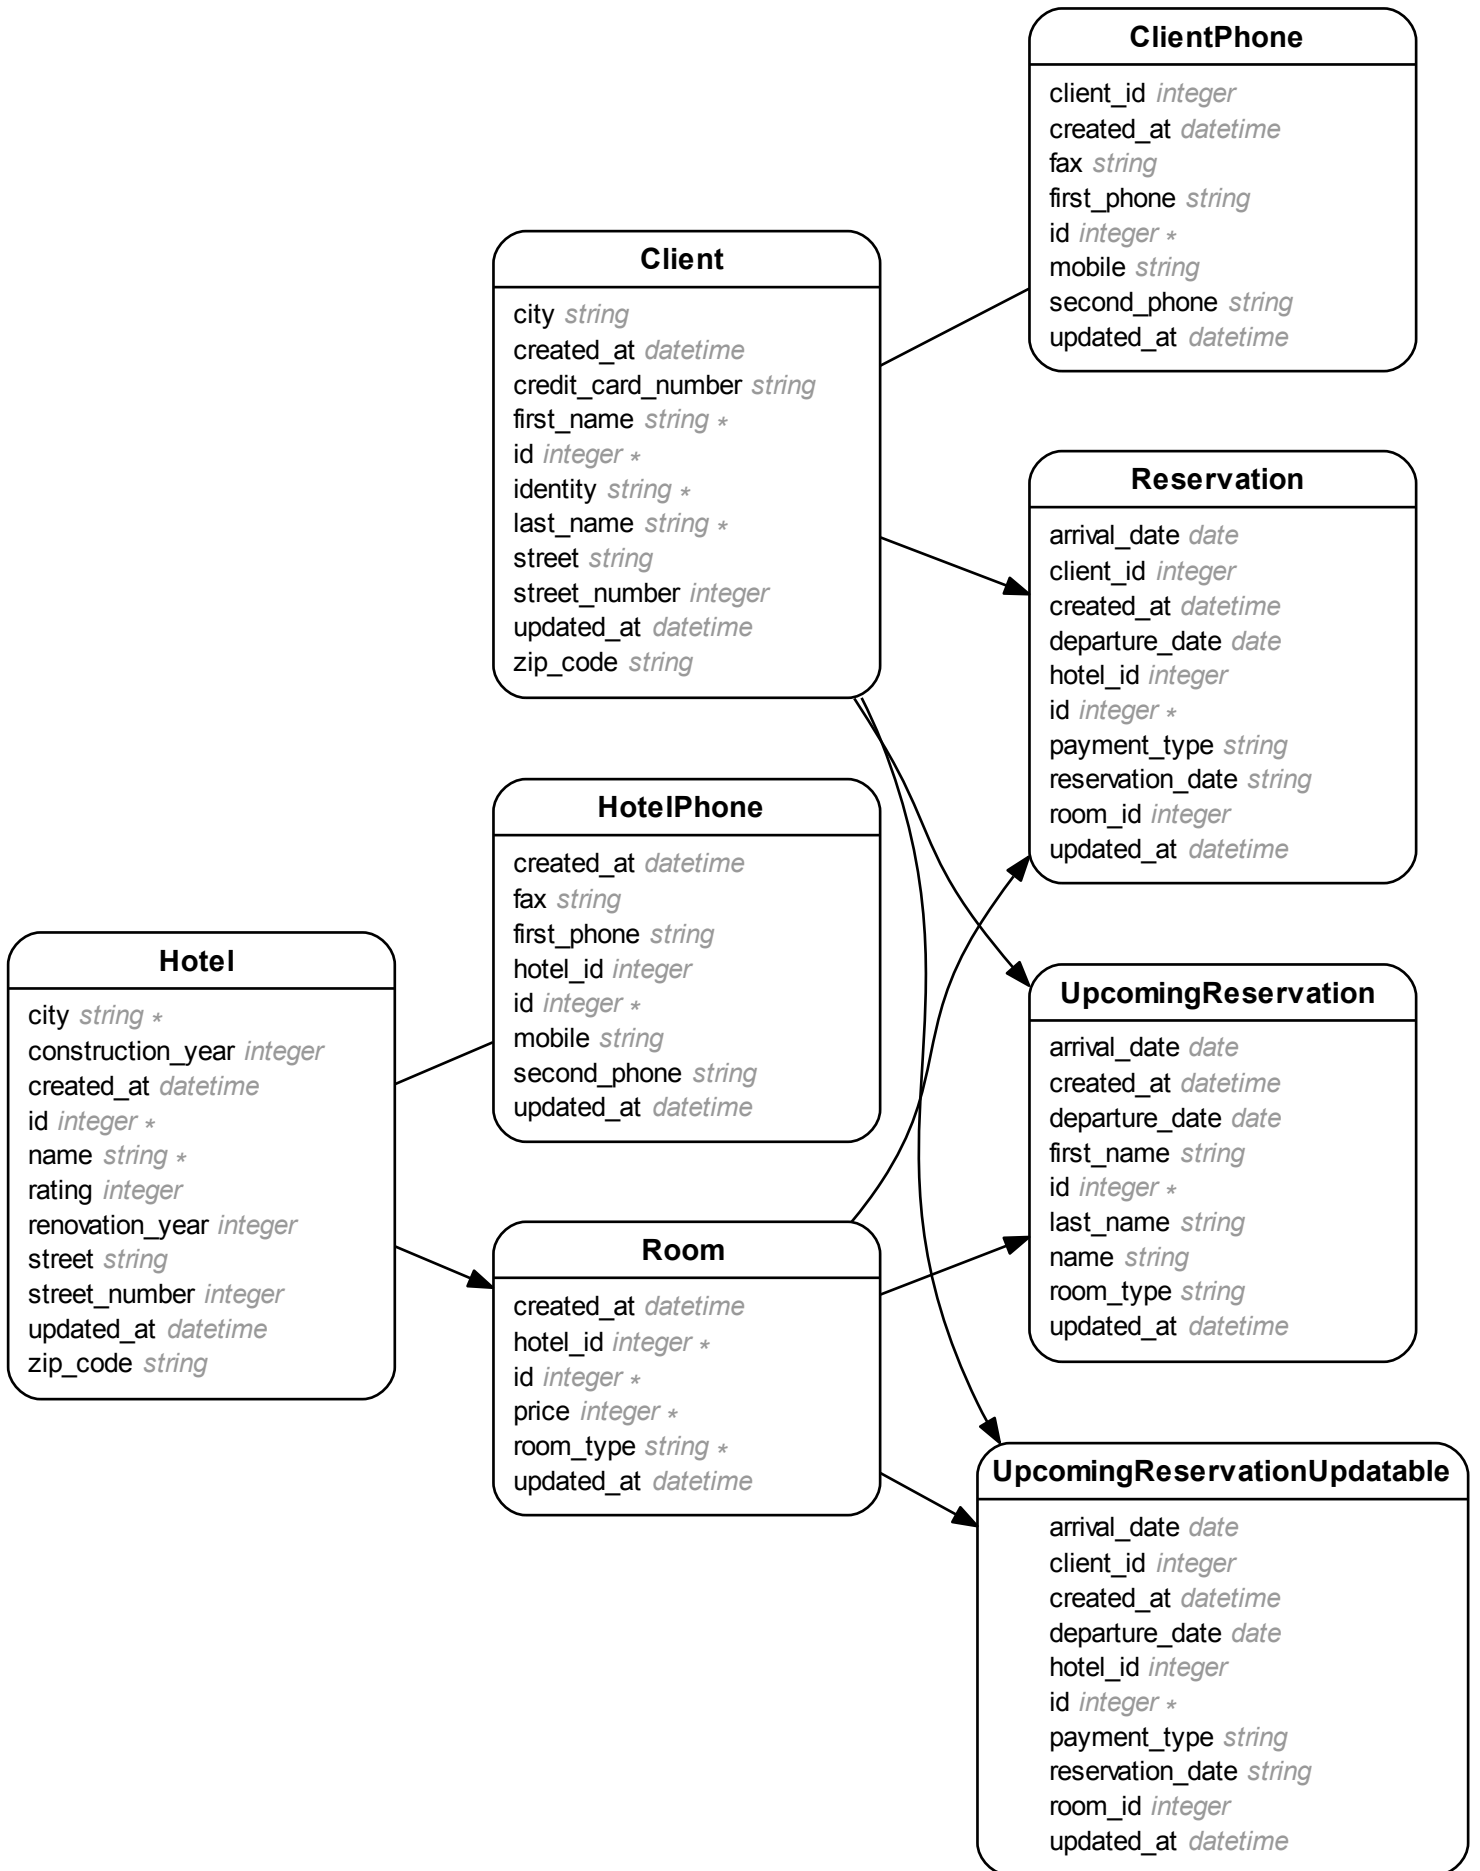 ClientPhone
client_id integer
created_at datetime
fax string
first_phone string
id integer *
mobile string
second_phone string
updated_at datetime
Client
city string
created_at datetime
credit_card_number string
first_name string *
id integer *
identity string *
last_name string *
street string
street_number integer
updated_at datetime
zip_code string
Reservation
arrival_date date
client_id integer
created_at datetime
departure_date date
hotel_id integer
id integer *
payment_type string
reservation_date string
room_id integer
updated_at datetime
HotelPhone
created_at datetime
fax string
first_phone string
hotel_id integer
id integer *
mobile string
second_phone string
updated_at datetime
Hotel
city string *
construction_year integer
created_at datetime
id integer *
name string *
rating integer
renovation_year integer
street string
street_number integer
updated_at datetime
zip_code string
UpcomingReservation
arrival_date date
created_at datetime
departure_date date
first_name string
id integer *
last_name string
name string
room_type string
updated_at datetime
Room
created_at datetime
hotel_id integer *
id integer *
price integer *
room_type string *
updated_at datetime
UpcomingReservationUpdatable
arrival_date date
client_id integer
created_at datetime
departure_date date
hotel_id integer
id integer *
payment_type string
reservation_date string
room_id integer
updated_at datetime